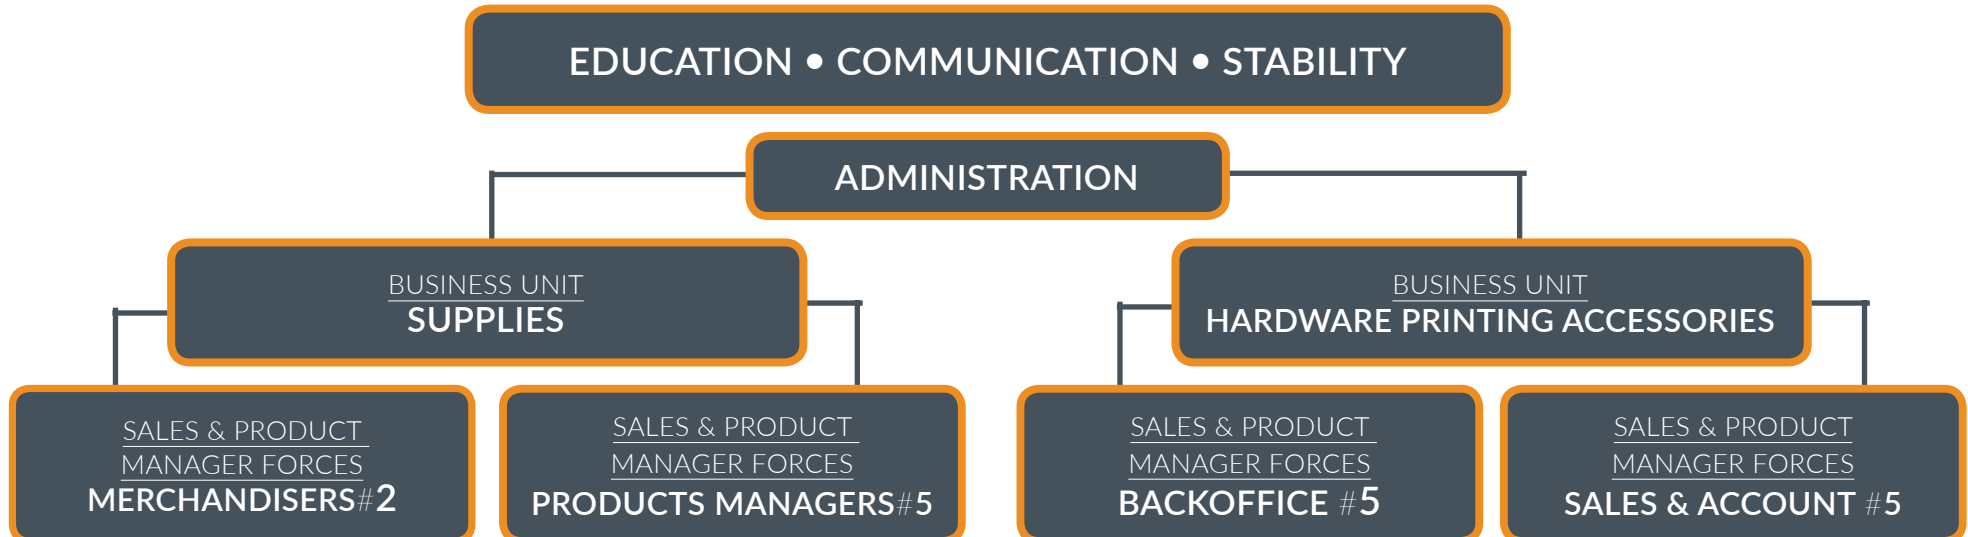 EDUCATION • COMMUNICATION • STABILITY
ADMINISTRATION
BUSINESS UNIT
SUPPLIES
BUSINESS UNIT
HARDWARE PRINTING ACCESSORIES
SALES & PRODUCT
MANAGER FORCES
MERCHANDISERS#2
SALES & PRODUCT
MANAGER FORCES
PRODUCTS MANAGERS#5
SALES & PRODUCT
MANAGER FORCES
BACKOFFICE #5
SALES & PRODUCT
MANAGER FORCES
SALES & ACCOUNT #5